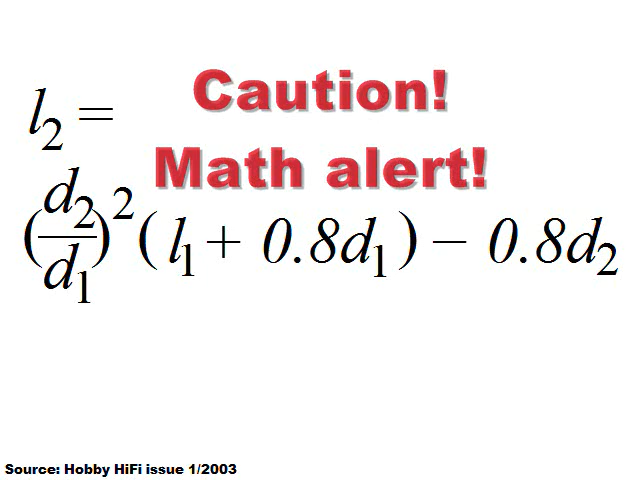 Caution!
Math alert!
l₂ =
(d₂/d₁)² (l₁ + 0.8d₁) − 0.8d₂
Source: Hobby HiFi issue 1/2003